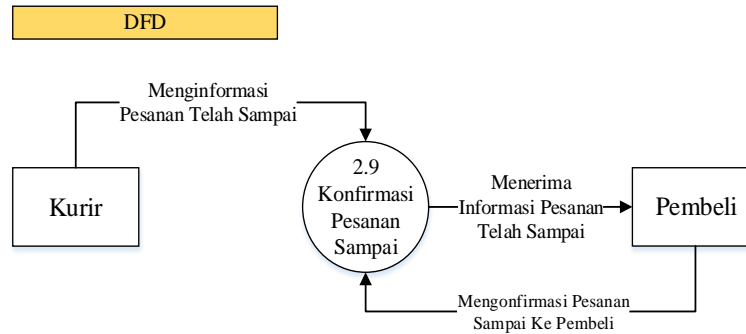 DFD
Menginformasi
Pesanan Telah Sampai
Kurir
2.9
Konfirmasi
Pesanan
Sampai
Menerima
Informasi Pesanan
Telah Sampai
Pembeli
Mengonfirmasi Pesanan
Sampai Ke Pembeli